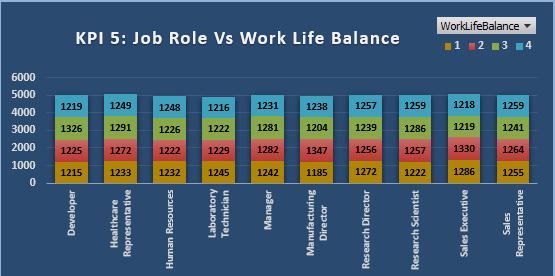 WorkLifeBalance
KPI 5: Job Role Vs Work Life Balance
1 2 3 4
6000
5000
4000
3000
2000
1000
0
1219 1249 1248 1216 1231 1238 1257 1259 1218 1259
1326 1291 1226 1222 1281 1204 1239 1286 1219 1241
1225 1272 1222 1229 1282 1347 1256 1257 1330 1264
1215 1233 1232 1245 1242 1185 1272 1222 1286 1255
Developer
Healthcare
Representative
Human Resources
Laboratory
Technician
Manager
Manufacturing
Director
Research Director
Research Scientist
Sales Executive
Sales
Representative